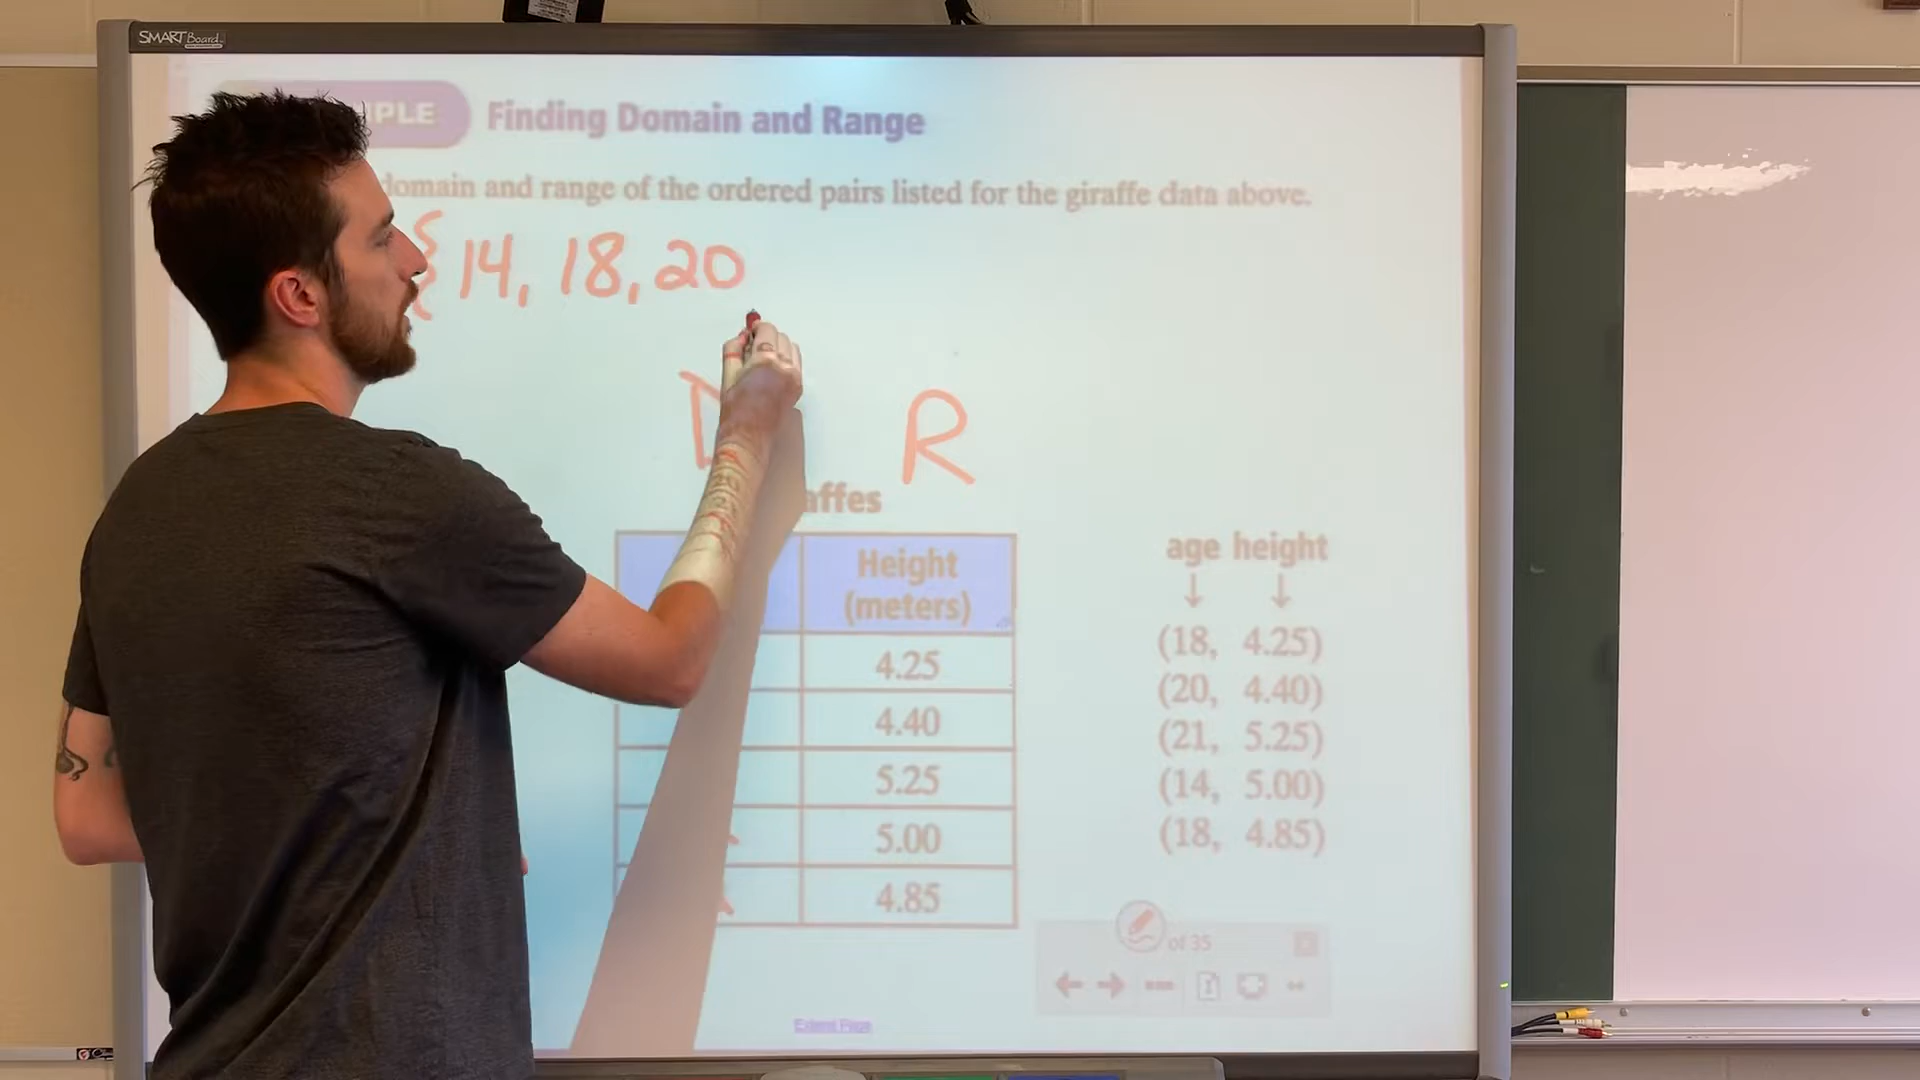 SMART Board
MPLE Finding Domain and Range
domain and range of the ordered pairs listed for the giraffe data above.
{ 14, 18, 20
D R
affes
Height
(meters)
4.25
4.40
5.25
5.00
4.85
age height
↓ ↓
(18, 4.25)
(20, 4.40)
(21, 5.25)
(14, 5.00)
(18, 4.85)
of 35